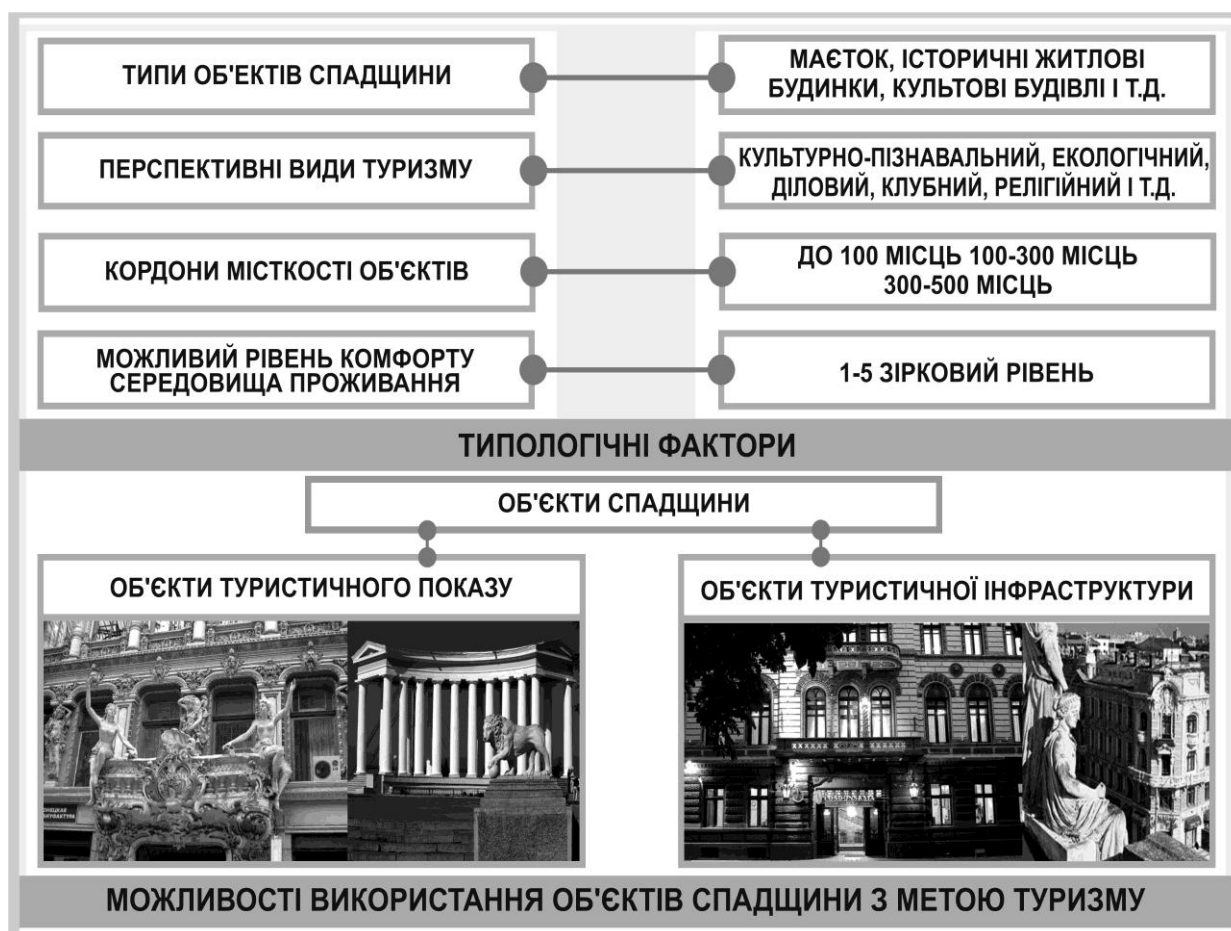 ТИПИ ОБ'ЕКТІВ СПАДЩИНИ
МАЄТОК, ІСТОРИЧНІ ЖИТЛОВІ
БУДИНКИ, КУЛЬТОВІ БУДІВЛІ І Т.Д.
ПЕРСПЕКТИВНІ ВИДИ ТУРИЗМУ
КУЛЬТУРНО-ПІЗНАВАЛЬНИЙ, ЕКОЛОГІЧНИЙ,
ДІЛОВИЙ, КЛУБНИЙ, РЕЛІГІЙНИЙ І Т.Д.
КОРДОНИ МІСТКОСТІ ОБ'ЄКТІВ
ДО 100 МІСЦЬ 100-300 МІСЦЬ
300-500 МІСЦЬ
МОЖЛИВИЙ РІВЕНЬ КОМФОРТУ
СЕРЕДОВИЩА ПРОЖИВАННЯ
1-5 ЗІРКОВИЙ РІВЕНЬ
ТИПОЛОГІЧНІ ФАКТОРИ
ОБ'ЄКТИ СПАДЩИНИ
ОБ'ЄКТИ ТУРИСТИЧНОГО ПОКАЗУ
ОБ'ЄКТИ ТУРИСТИЧНОЇ ІНФРАСТРУКТУРИ
МОЖЛИВОСТІ ВИКОРИСТАННЯ ОБ'ЄКТІВ СПАДЩИНИ З МЕТОЮ ТУРИЗМУ